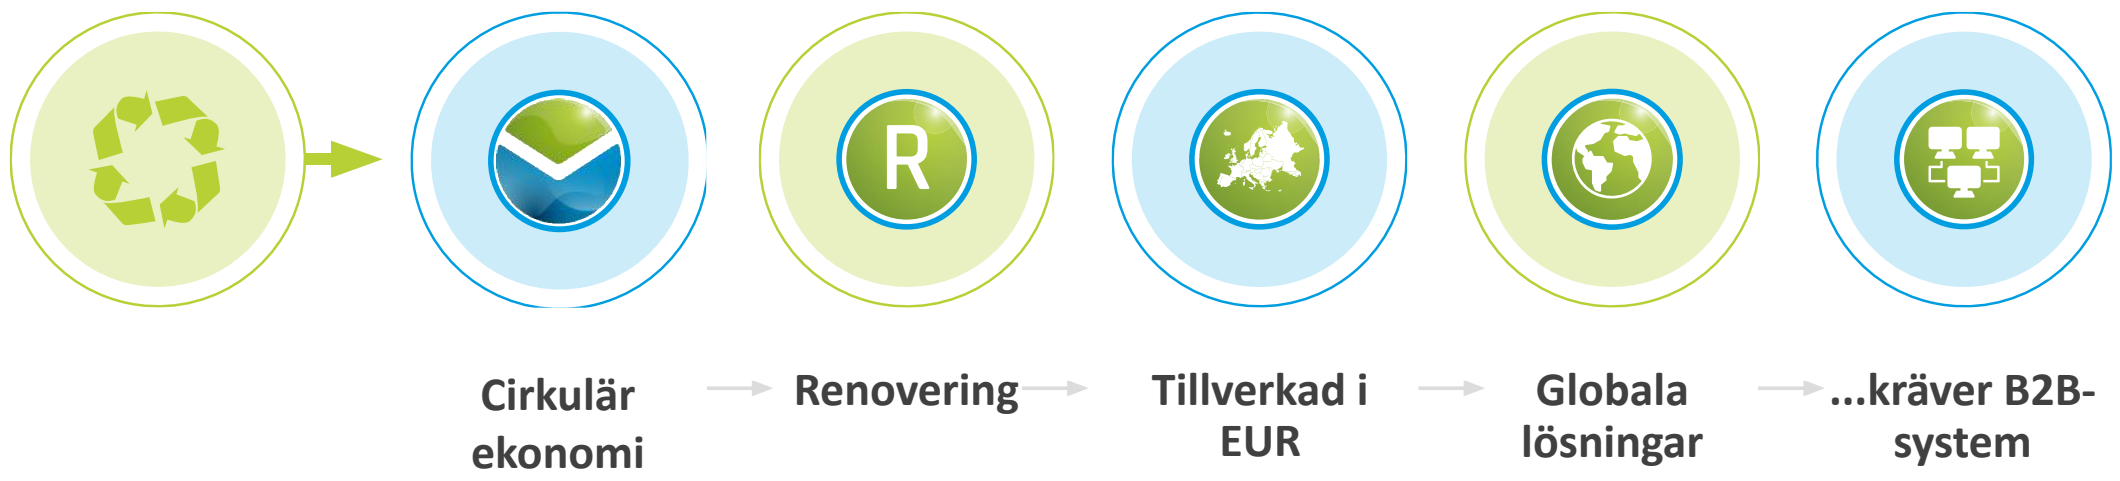 R
Cirkulär
ekonomi
Renovering
Tillverkad i
EUR
Globala
lösningar
...kräver B2B-
system